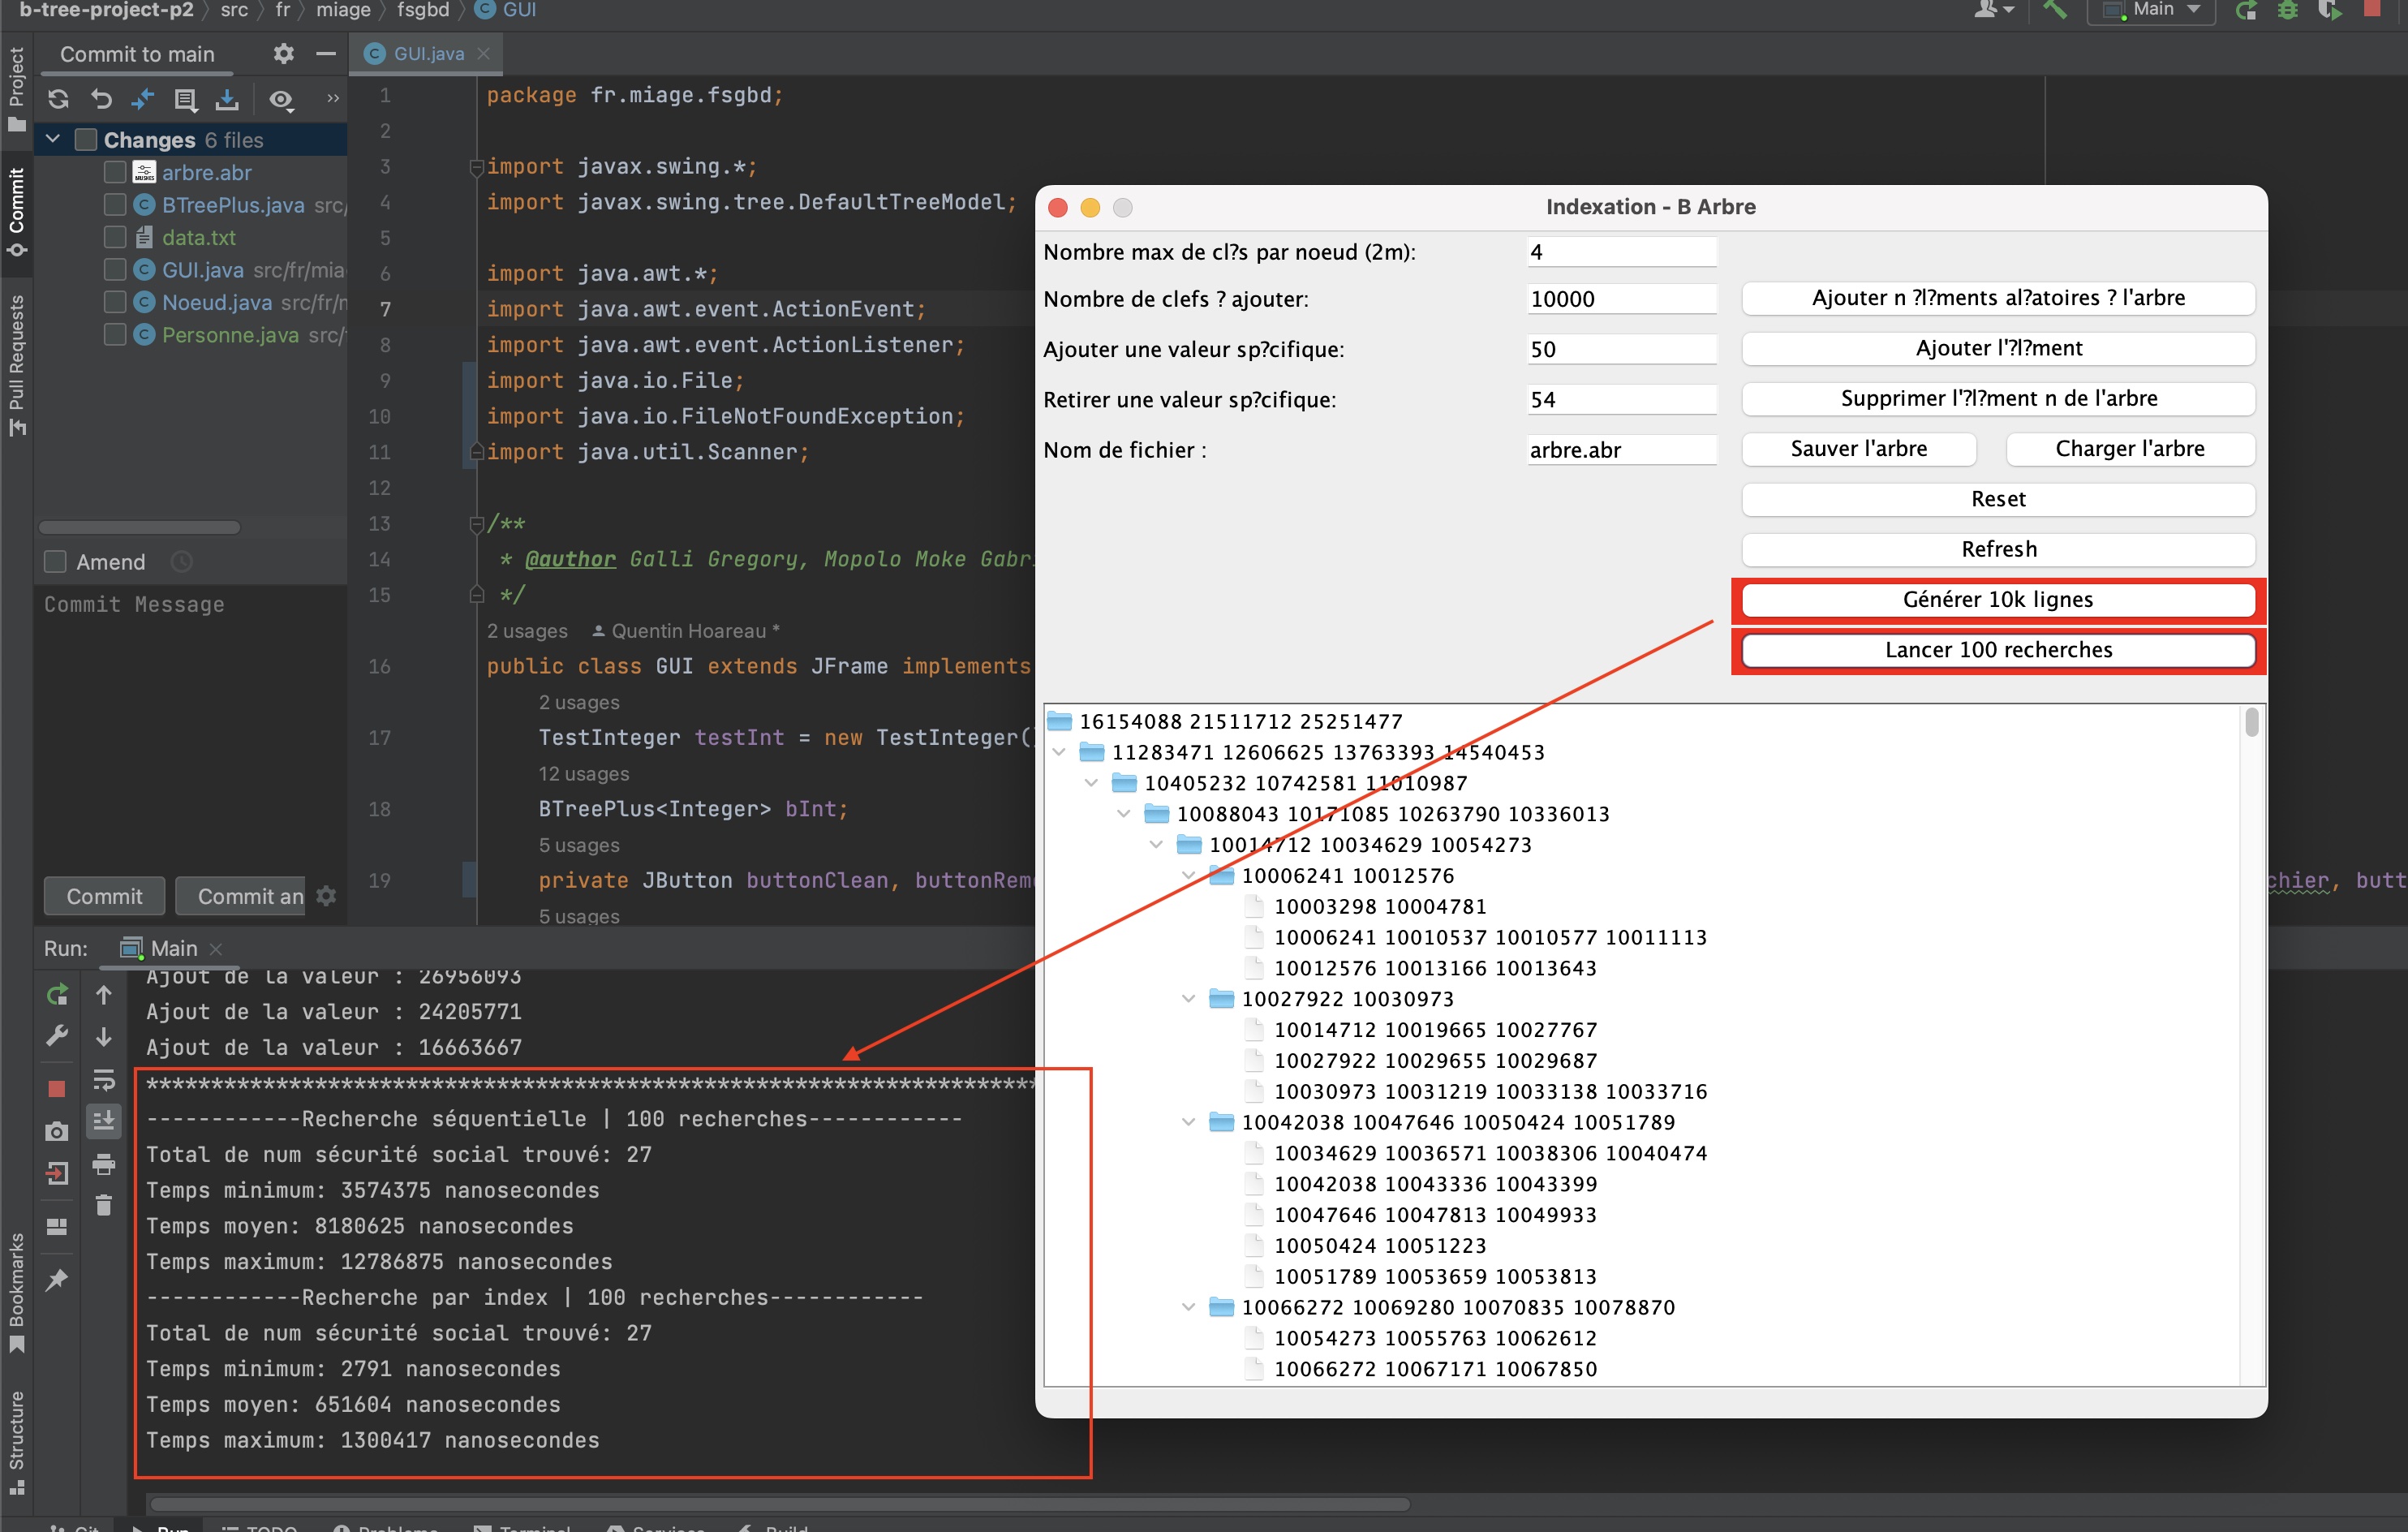 b-tree-project-p2 〉 src 〉 fr 〉 miage 〉 fsgbd 〉 GUI
Main
Project
Commit
Pull Requests
Bookmarks
Structure
Commit to main
GUI.java
Changes 6 files
arbre.abr
BTreePlus.java src/
data.txt
GUI.java src/fr/mia
Noeud.java src/fr/
Personne.java src/
Amend
Commit Message
Commit
Commit an
1 package fr.miage.fsgbd;
2
3 import javax.swing.*;
4 import javax.swing.tree.DefaultTreeModel;
5
6 import java.awt.*;
7 import java.awt.event.ActionEvent;
8 import java.awt.event.ActionListener;
9 import java.io.File;
10 import java.io.FileNotFoundException;
11 import java.util.Scanner;
12
13 /**
14 * @author Galli Gregory, Mopolo Moke Gabr
15 */
2 usages Quentin Hoareau *
16 public class GUI extends JFrame implements
2 usages
17 TestInteger testInt = new TestInteger(
12 usages
18 BTreePlus<Integer> bInt;
5 usages
19 private JButton buttonClean, buttonRem
chier, butt
5 usages
Indexation - B Arbre
Nombre max de cl?s par noeud (2m): 4
Nombre de clefs ? ajouter: 10000 Ajouter n ?l?ments al?atoires ? l'arbre
Ajouter une valeur sp?cifique: 50 Ajouter l'?l?ment
Retirer une valeur sp?cifique: 54 Supprimer l'?l?ment n de l'arbre
Nom de fichier : arbre.abr Sauver l'arbre Charger l'arbre
Reset
Refresh
Générer 10k lignes
Lancer 100 recherches
16154088 21511712 25251477
11283471 12606625 13763393 14540453
10405232 10742581 11010987
10088043 10171085 10263790 10336013
10014712 10034629 10054273
10006241 10012576
10003298 10004781
10006241 10010537 10010577 10011113
10012576 10013166 10013643
10027922 10030973
10014712 10019665 10027767
10027922 10029655 10029687
10030973 10031219 10033138 10033716
10042038 10047646 10050424 10051789
10034629 10036571 10038306 10040474
10042038 10043336 10043399
10047646 10047813 10049933
10050424 10051223
10051789 10053659 10053813
10066272 10069280 10070835 10078870
10054273 10055763 10062612
10066272 10067171 10067850
Run: Main
Ajout de la valeur : 26956093
Ajout de la valeur : 24205771
Ajout de la valeur : 16663667
*********************************************************************
------------Recherche séquentielle | 100 recherches------------
Total de num sécurité social trouvé: 27
Temps minimum: 3574375 nanosecondes
Temps moyen: 8180625 nanosecondes
Temps maximum: 12786875 nanosecondes
------------Recherche par index | 100 recherches------------
Total de num sécurité social trouvé: 27
Temps minimum: 2791 nanosecondes
Temps moyen: 651604 nanosecondes
Temps maximum: 1300417 nanosecondes
Git Run TODO Problems Terminal Services Build